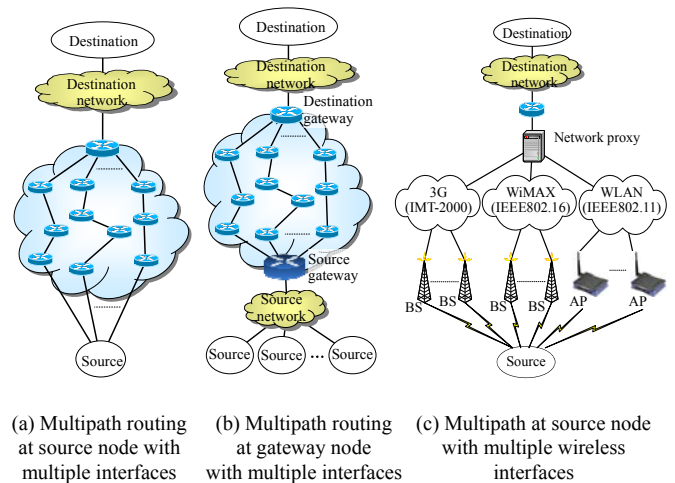 Destination
Destination
network
Source
(a) Multipath routing
at source node with
multiple interfaces
Destination
Destination
network
Destination
gateway
Source
gateway
Source
network
Source
Source
...
Source
(b) Multipath routing
at gateway node
with multiple interfaces
Destination
Destination
network
Network proxy
3G
(IMT-2000)
WiMAX
(IEEE802.16)
WLAN
(IEEE802.11)
BS
BS
BS
BS
AP
AP
Source
(c) Multipath at source node
with multiple wireless
interfaces